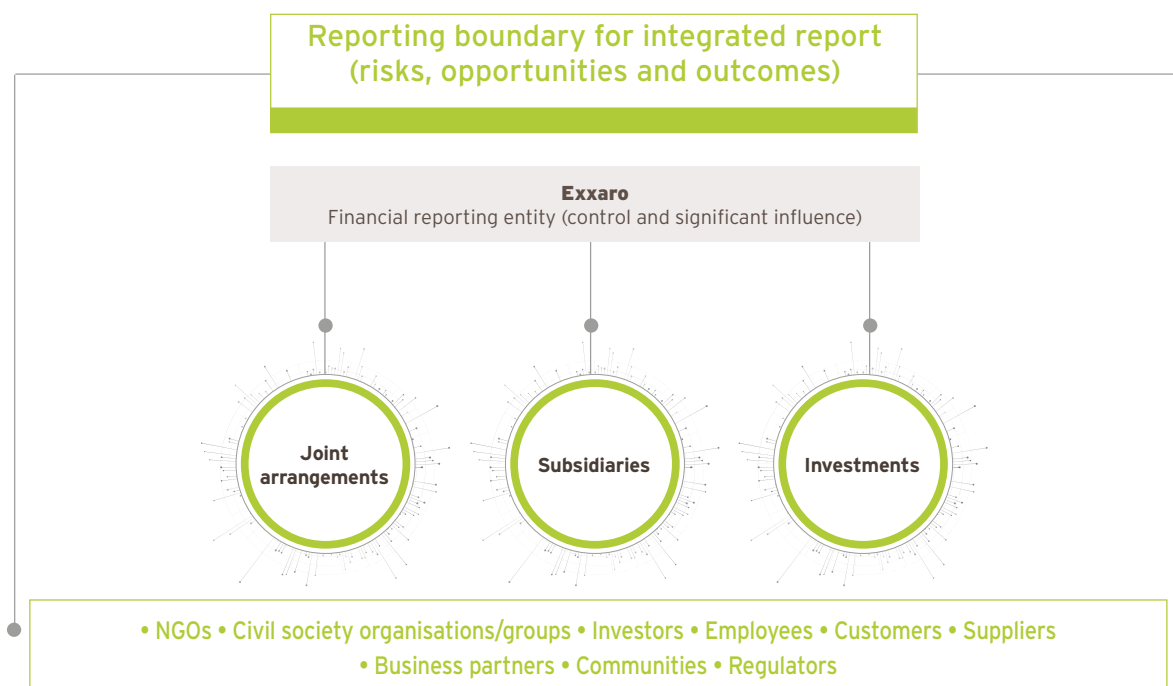 Reporting boundary for integrated report
(risks, opportunities and outcomes)
Exxaro
Financial reporting entity (control and significant influence)
Joint
arrangements
Subsidiaries
Investments
• NGOs • Civil society organisations/groups • Investors • Employees • Customers • Suppliers
• Business partners • Communities • Regulators